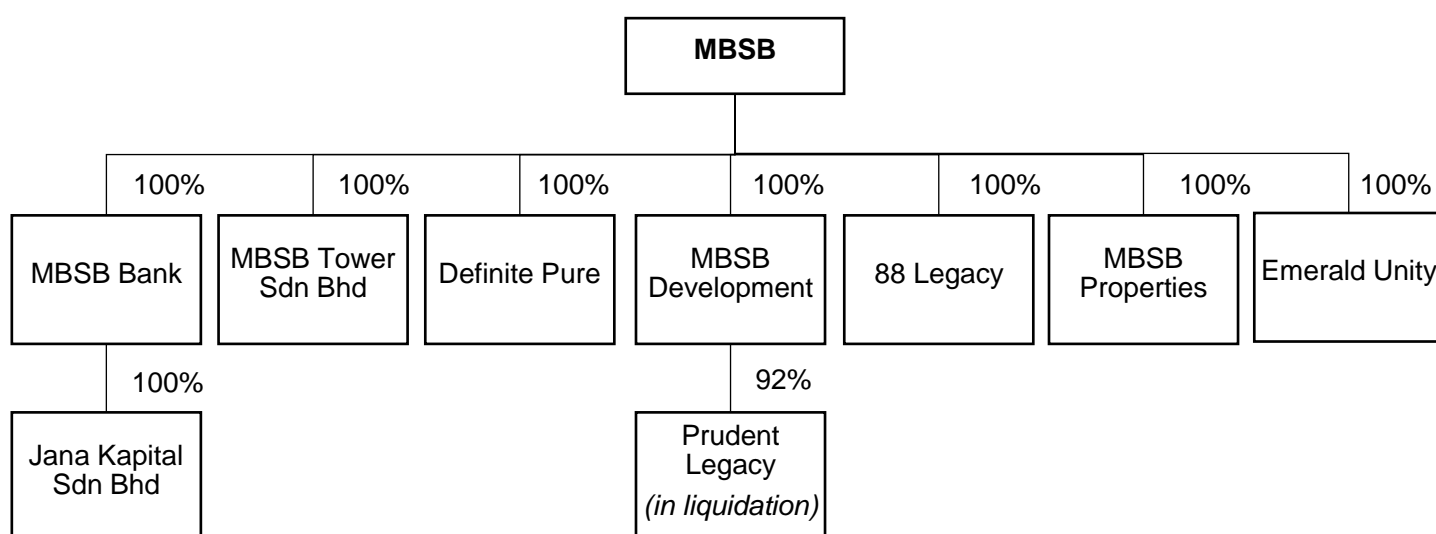 MBSB
100%
100%
100%
100%
100%
100%
100%
MBSB Bank
MBSB Tower
Sdn Bhd
Definite Pure
MBSB
Development
88 Legacy
MBSB
Properties
Emerald Unity
100%
92%
Jana Kapital
Sdn Bhd
Prudent
Legacy
(in liquidation)